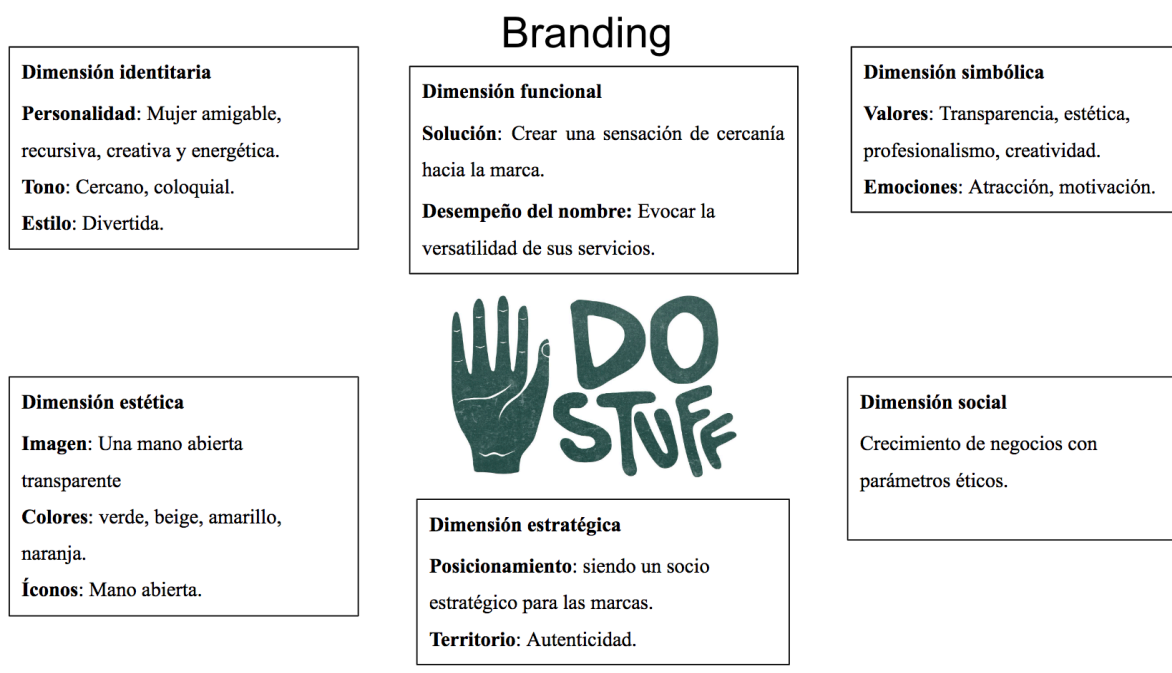 Branding
Dimensión identitaria
Personalidad: Mujer amigable,
recursiva, creativa y energética.
Tono: Cercano, coloquial.
Estilo: Divertida.
Dimensión funcional
Solución: Crear una sensación de cercanía
hacia la marca.
Desempeño del nombre: Evocar la
versatilidad de sus servicios.
Dimensión simbólica
Valores: Transparencia, estética,
profesionalismo, creatividad.
Emociones: Atracción, motivación.
DO
STUFF
Dimensión estética
Imagen: Una mano abierta
transparente
Colores: verde, beige, amarillo,
naranja.
Íconos: Mano abierta.
Dimensión estratégica
Posicionamiento: siendo un socio
estratégico para las marcas.
Territorio: Autenticidad.
Dimensión social
Crecimiento de negocios con
parámetros éticos.